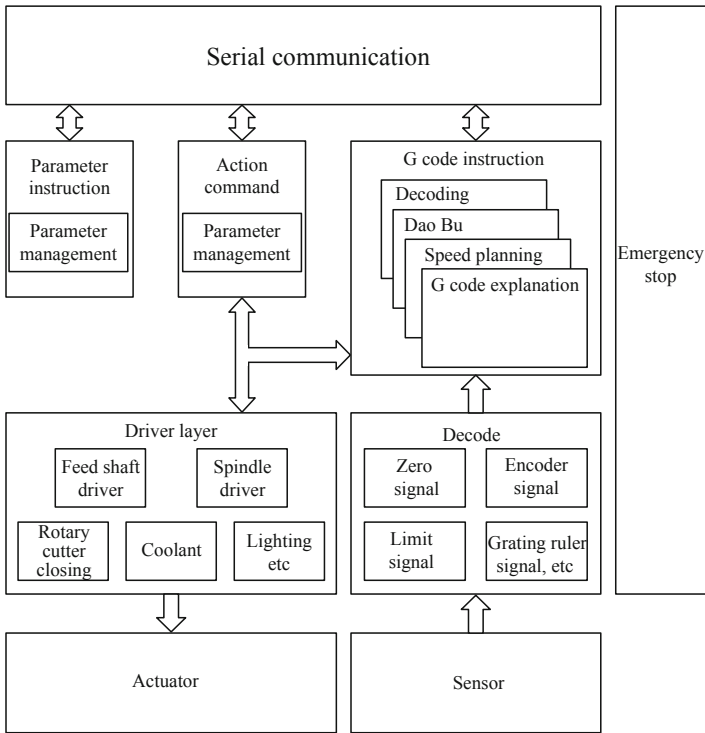 Serial communication
Parameter
instruction
Parameter
management
Action
command
Parameter
management
G code instruction
Decoding
Dao Bu
Speed planning
G code explanation
Emergency
stop
Driver layer
Feed shaft
driver
Spindle
driver
Rotary
cutter
closing
Coolant
Lighting
etc
Decode
Zero
signal
Encoder
signal
Limit
signal
Grating ruler
signal, etc
Actuator
Sensor